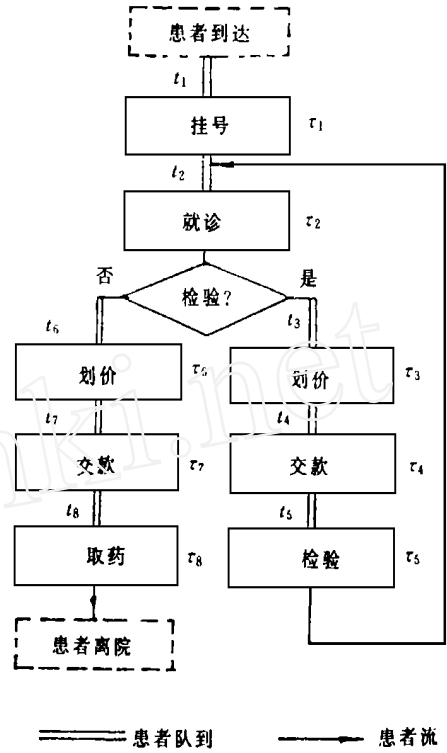 患者到达
t1
挂号 τ1
t2
就诊 τ2
否 检验? 是
t6 t3
划价 τ6 划价 τ3
t7 t4
交款 τ7 交款 τ4
t8 t5
取药 τ8 检验 τ5
患者离院
患者队到 患者流